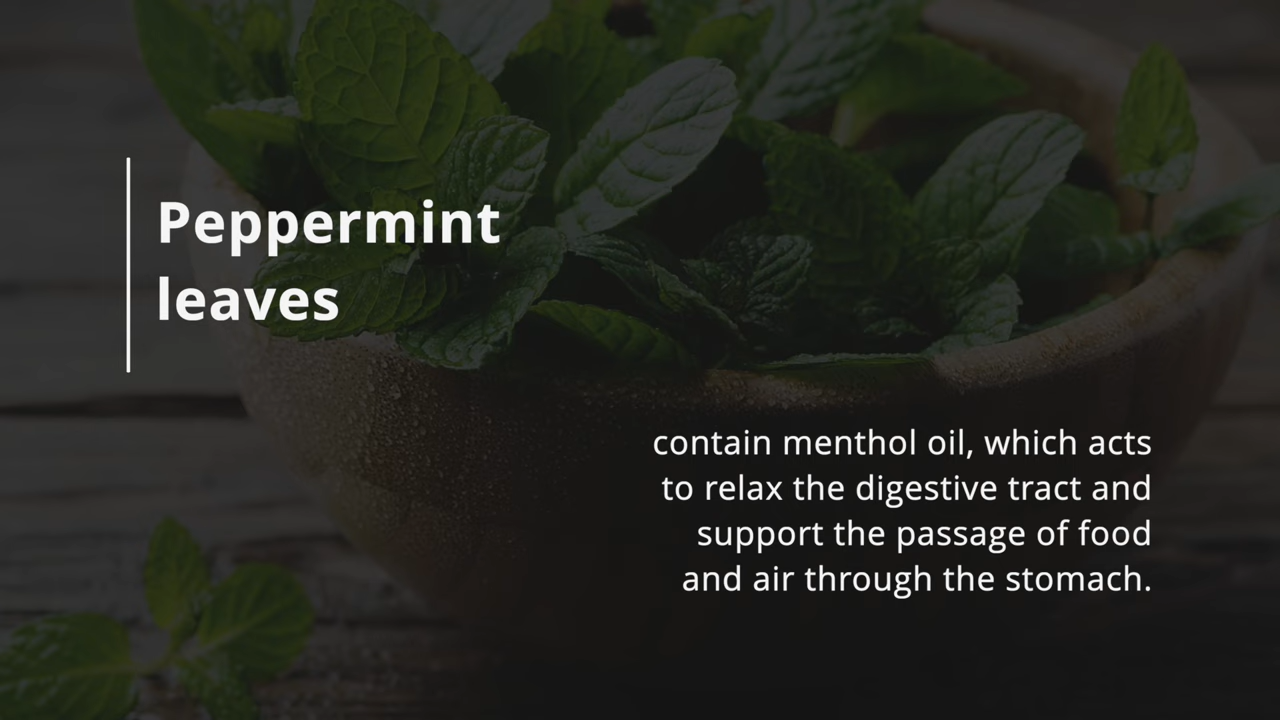 Peppermint
leaves
contain menthol oil, which acts
to relax the digestive tract and
support the passage of food
and air through the stomach.